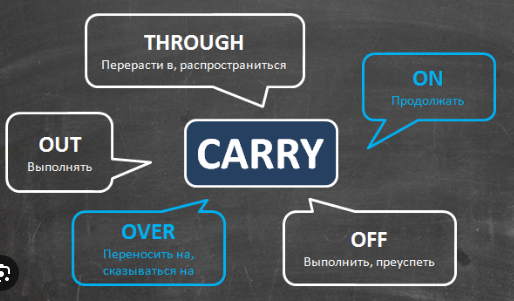 THROUGH
Перерасти в, распространиться
ON
Продолжать
OUT
Выполнять
CARRY
OVER
Переносить на,
сказываться на
OFF
Выполнить, преуспеть